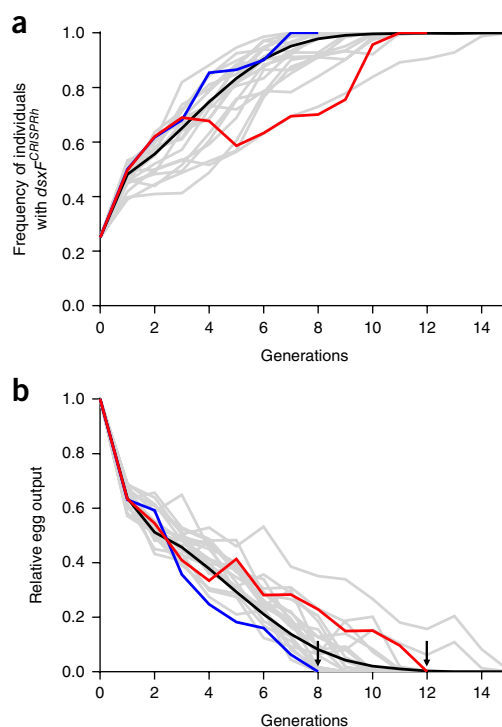 a
1.0
0.8
0.6
0.4
0.2
0.0
Frequency of individuals
with dsxF^CRISPRh
0 2 4 6 8 10 12 14
Generations
b
1.0
0.8
0.6
0.4
0.2
0.0
Relative egg output
0 2 4 6 8 10 12 14
Generations